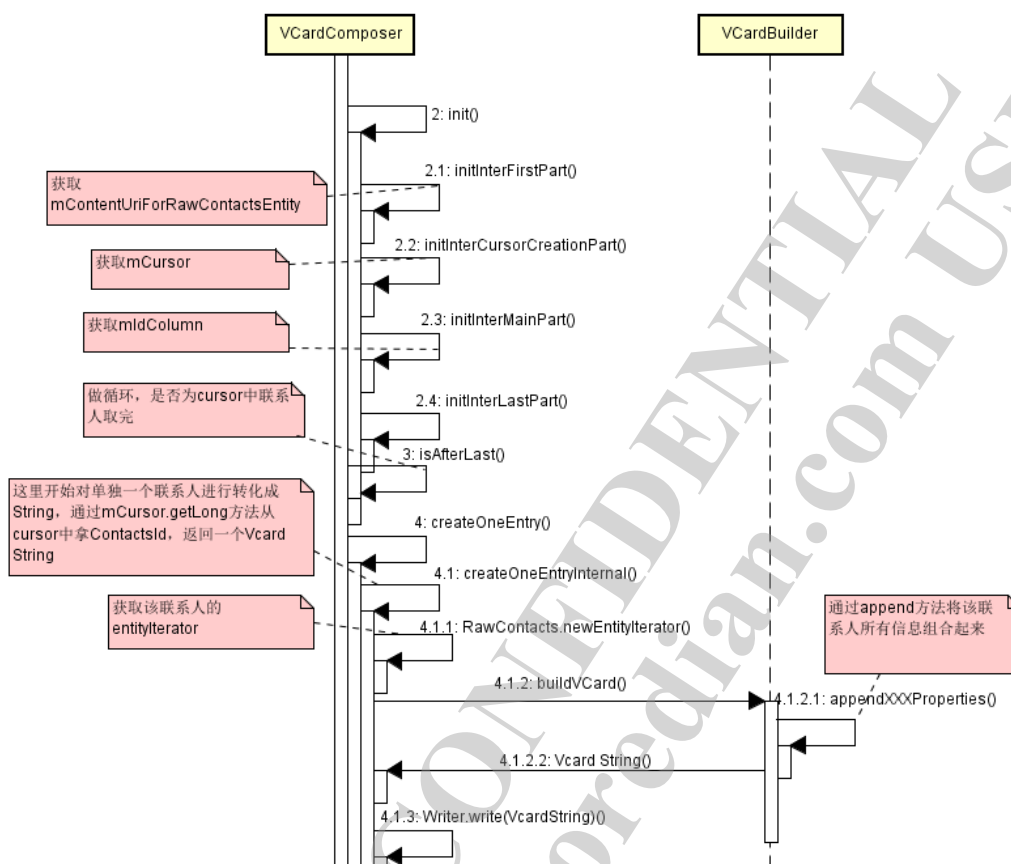 VCardComposer
VCardBuilder
2: init()
2.1: initInterFirstPart()
获取
mContentUriForRawContactsEntity
2.2: initInterCursorCreationPart()
获取mCursor
2.3: initInterMainPart()
获取mIdColumn
做循环，是否为cursor中联系
人取完
2.4: initInterLastPart()
3: isAfterLast()
这里开始对单独一个联系人进行转化成
String，通过mCursor.getLong方法从
cursor中拿ContactsId，返回一个Vcard
String
4: createOneEntry()
4.1: createOneEntryInternal()
获取该联系人的
entityIterator
4.1.1: RawContacts.newEntityIterator()
通过append方法将该联
系人所有信息组合起来
4.1.2: buildVCard()
4.1.2.1: appendXXXProperties()
4.1.2.2: Vcard String()
4.1.3: Writer.write(VcardString)()
CONFIDENTIAL
oredian.com US